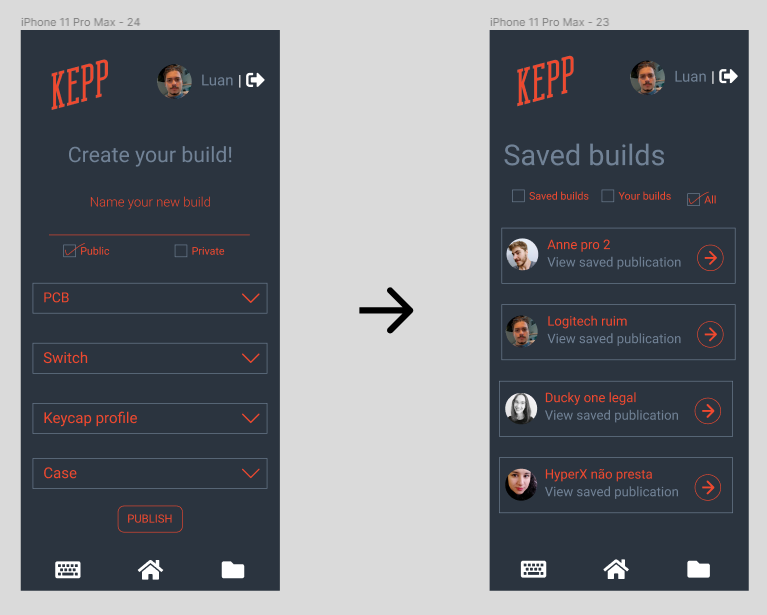 iPhone 11 Pro Max - 24
KEPP
Luan |
Create your build!
Name your new build
Public
Private
PCB
Switch
Keycap profile
Case
PUBLISH
iPhone 11 Pro Max - 23
KEPP
Luan |
Saved builds
Saved builds
Your builds
All
Anne pro 2
View saved publication
Logitech ruim
View saved publication
Ducky one legal
View saved publication
HyperX não presta
View saved publication